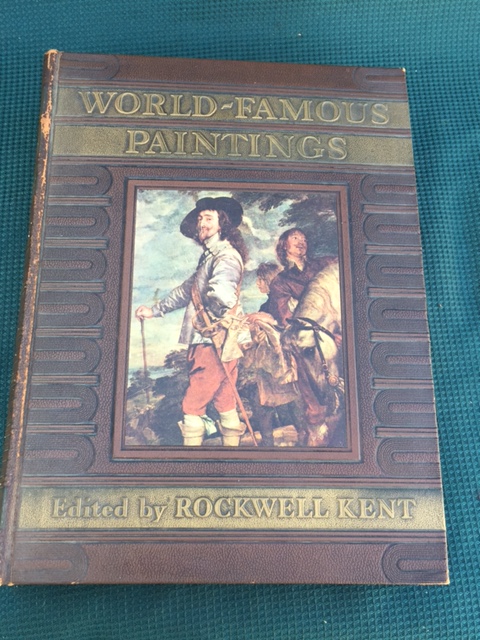 WORLD-FAMOUS
PAINTINGS
Edited by ROCKWELL KENT